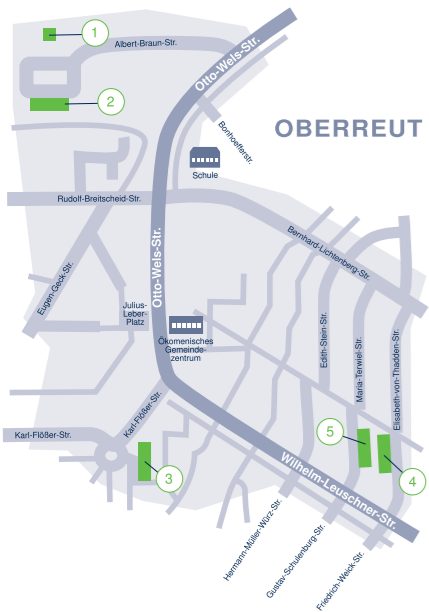 1
Albert-Braun-Str.
Otto-Wels-Str.
2
Bonhoefferstr.
OBERREUT
Schule
Rudolf-Breitscheid-Str.
Bernhard-Lichtenberg-Str.
Otto-Wels-Str.
Eugen-Geck-Str.
Julius-
Leber-
Platz
Ökomenisches
Gemeinde-
zentrum
Edith-Stein-Str.
Maria-Terwiel-Str.
Elisabeth-von-Thadden-Str.
Karl-Flößer-Str.
Karl-Flößer-Str.
5
4
3
Wilhelm-Leuschner-Str.
Hermann-Müller-Würz-Str.
Gustav-Schulenburg-Str.
Friedrich-Weick-Str.